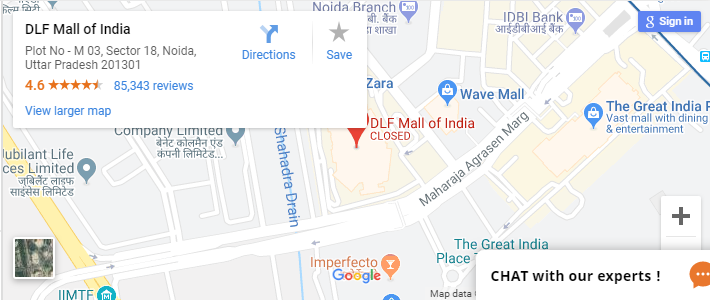 DLF Mall of India
Plot No - M 03, Sector 18, Noida,
Uttar Pradesh 201301
4.6
85,343 reviews
View larger map
Directions
Save
Sign in
Noida Branch
IDBI Bank
आईडीबीआई बैंक
Zara
Wave Mall
The Great India P
Vast mall with dining
& entertainment
DLF Mall of India
CLOSED
Company Limited
बेनेट कोलमैन एंड
कंपनी लिमिटेड...
Jubilant Life
ces Limited
जुबिलैंट लाइफ
साइंसेस लिमिटेड
Shahadra Drain
Maharaja Agrasen Marg
The Great India
Place
Imperfecto
Google
Map data
IIMTF
CHAT with our experts !